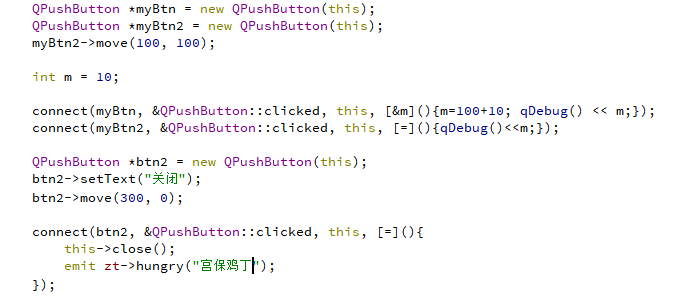 QPushButton *myBtn = new QPushButton(this);
QPushButton *myBtn2 = new QPushButton(this);
myBtn2->move(100, 100);
int m = 10;
connect(myBtn, &QPushButton::clicked, this, [&m](){m=100+10; qDebug() << m;});
connect(myBtn2, &QPushButton::clicked, this, [=](){qDebug()<<m;});
QPushButton *btn2 = new QPushButton(this);
btn2->setText("关闭");
btn2->move(300, 0);
connect(btn2, &QPushButton::clicked, this, [=](){
this->close();
emit zt->hungry("宫保鸡丁");
});